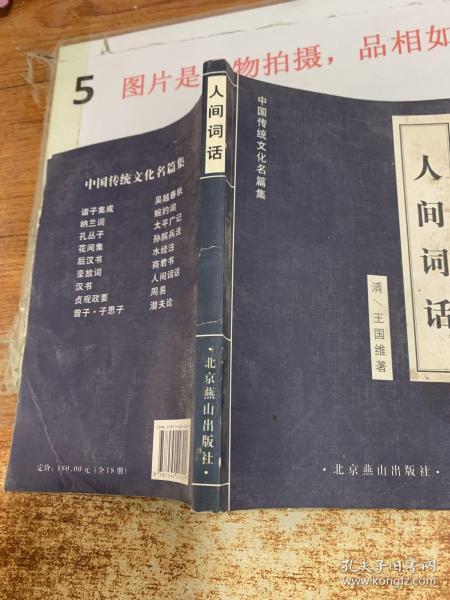 5 图片是 物拍摄，品相如
人间词话
·北京燕山出版社·
中国传统文化名篇集
诸子集成
纳兰词
孔丛子
花间集
后汉书
豪放词
汉书
贞观政要
曾子·子思子
吴越春秋
婉约词
太平广记
孙膑兵法
水经注
商君书
人间词话
周易
潜夫论
定价：180.00元（全18册）
中国传统文化名篇集
人间词话
清／王国维著
·北京燕山出版社·
孔夫子旧书网